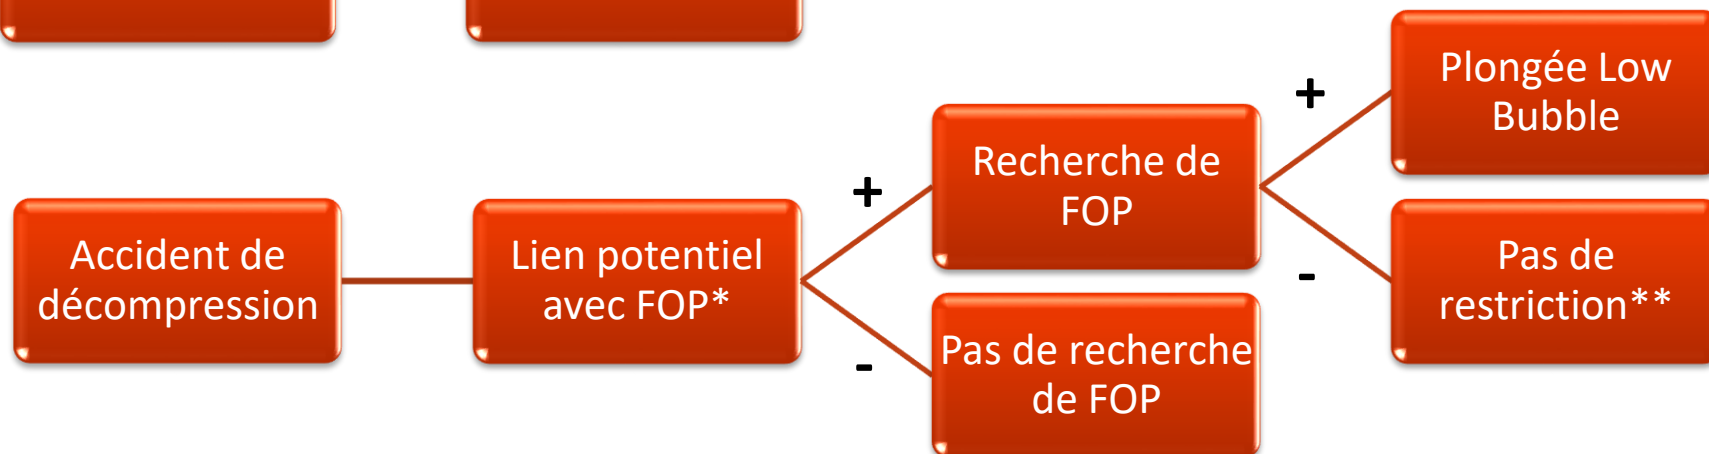 Accident de
décompression
Lien potentiel
avec FOP*
+
-
Recherche de
FOP
Pas de recherche
de FOP
+
-
Plongée Low
Bubble
Pas de
restriction**